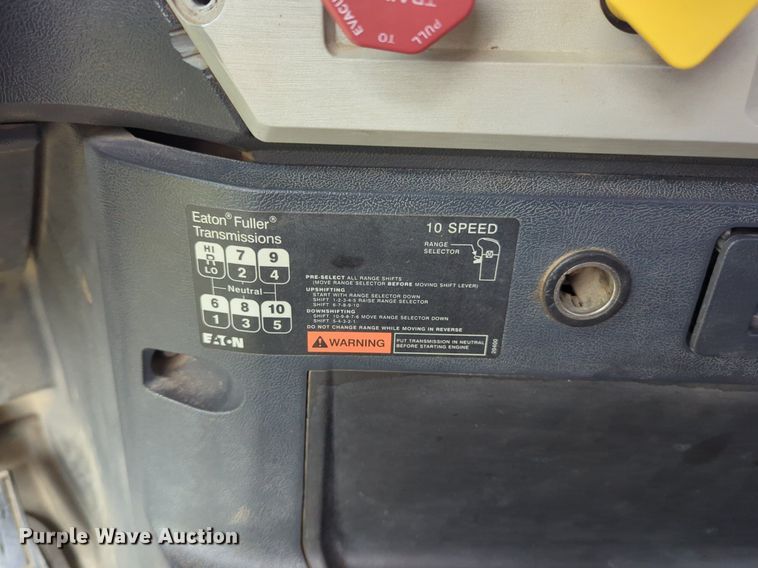 TRAI
PULL TO EVACU
Eaton® Fuller®
Transmissions
10 SPEED
RANGE
SELECTOR
HI 7 9
R
LO 2 4
Neutral
6 8 10
1 3 5
EATON
PRE-SELECT ALL RANGE SHIFTS
(MOVE RANGE SELECTOR BEFORE MOVING SHIFT LEVER)
UPSHIFTING
START WITH RANGE SELECTOR DOWN
SHIFT 1-2-3-4-5 RAISE RANGE SELECTOR
SHIFT 6-7-8-9-10
DOWNSHIFTING
SHIFT 10-9-8-7-6 MOVE RANGE SELECTOR DOWN
SHIFT 5-4-3-2-1
DO NOT CHANGE RANGE WHILE MOVING IN REVERSE
WARNING
PUT TRANSMISSION IN NEUTRAL
BEFORE STARTING ENGINE
Purple Wave Auction